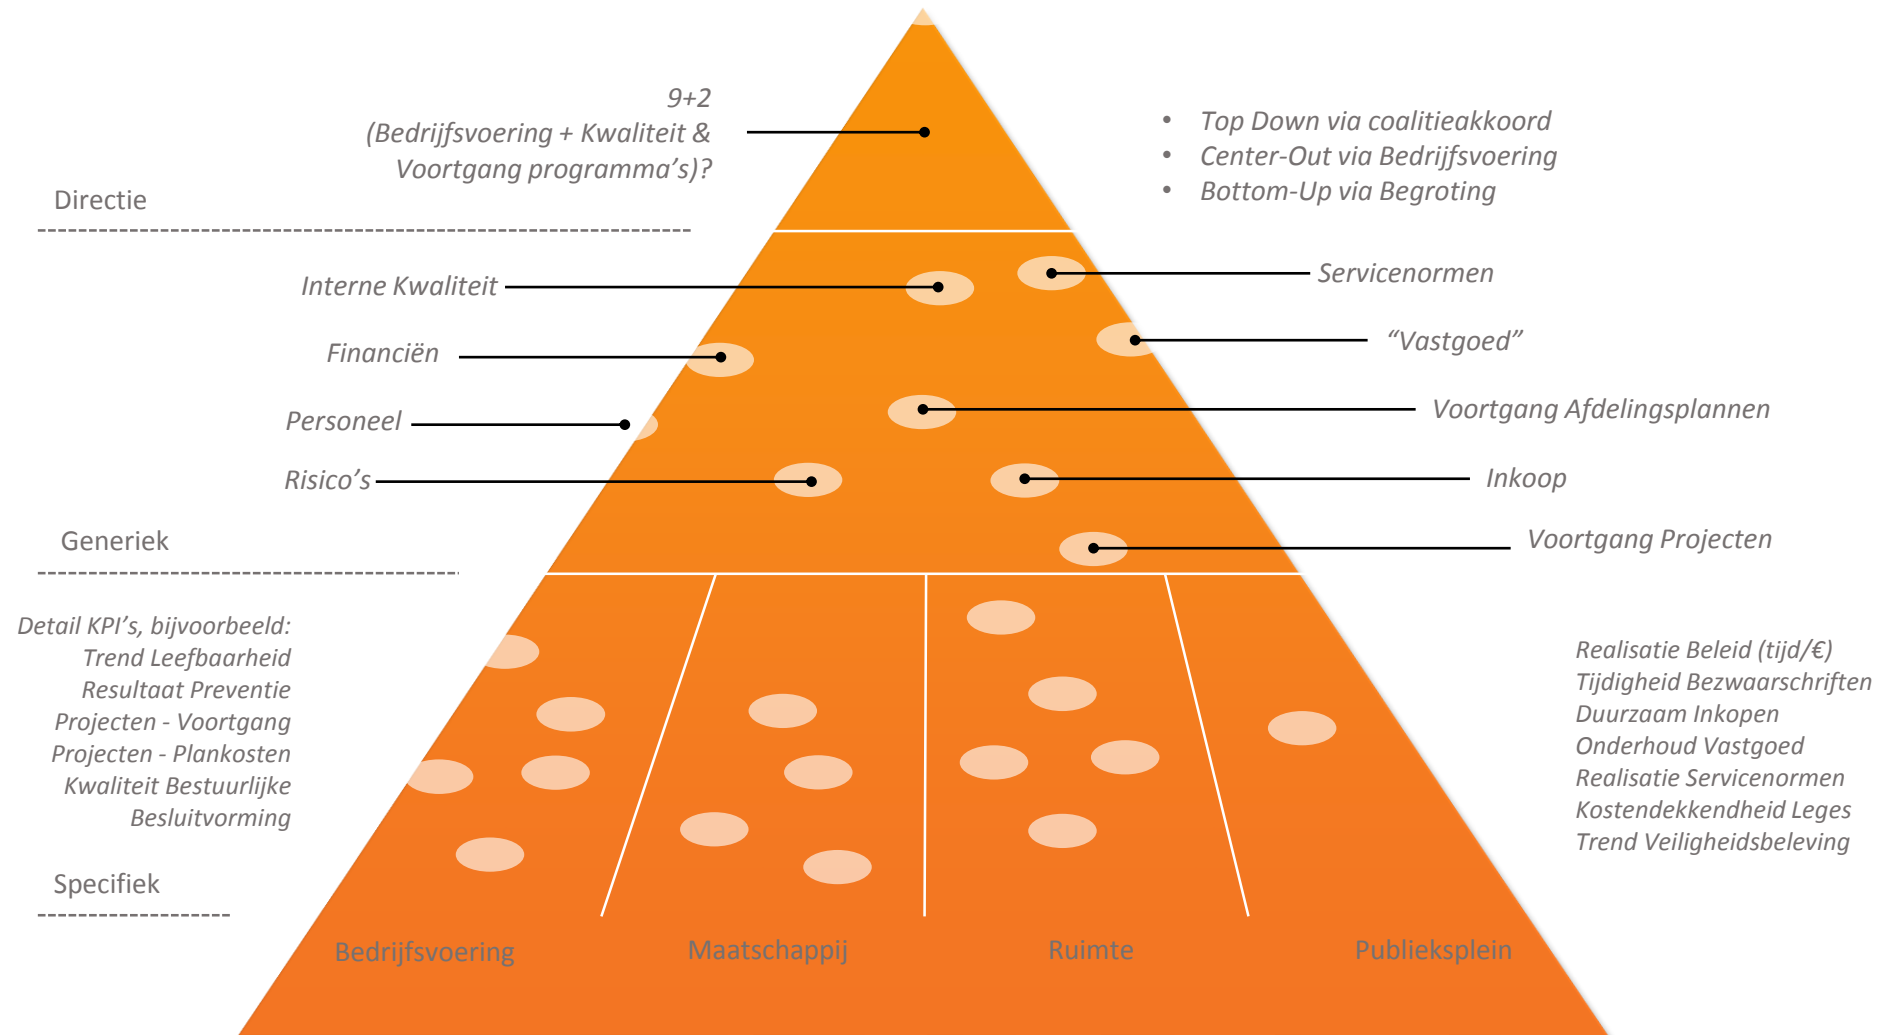 9+2
(Bedrijfsvoering + Kwaliteit &
Voortgang programma’s)?
• Top Down via coalitieakkoord
• Center-Out via Bedrijfsvoering
• Bottom-Up via Begroting
Directie
Interne Kwaliteit
Servicenormen
Financiën
“Vastgoed”
Personeel
Voortgang Afdelingsplannen
Risico’s
Inkoop
Generiek
Voortgang Projecten
Detail KPI’s, bijvoorbeeld:
Trend Leefbaarheid
Resultaat Preventie
Projecten - Voortgang
Projecten - Plankosten
Kwaliteit Bestuurlijke
Besluitvorming
Realisatie Beleid (tijd/€)
Tijdigheid Bezwaarschriften
Duurzaam Inkopen
Onderhoud Vastgoed
Realisatie Servicenormen
Kostendekkendheid Leges
Trend Veiligheidsbeleving
Specifiek
Bedrijfsvoering
Maatschappij
Ruimte
Publieksplein